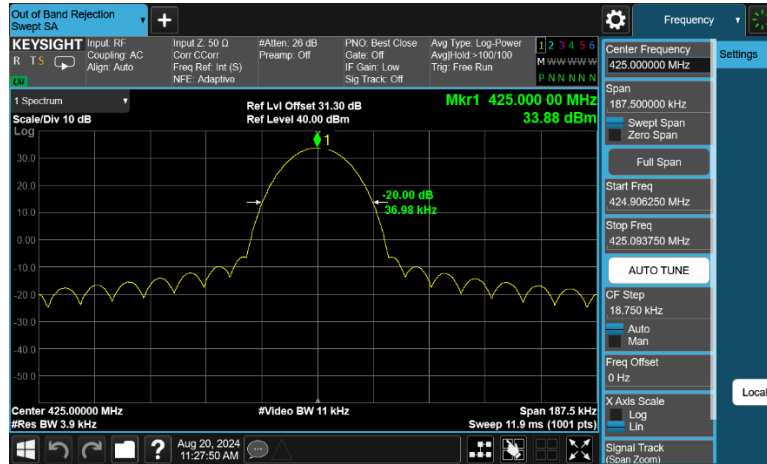 Out of Band Rejection
Swept SA
Frequency
KEYSIGHT
R T S
LXI
Input: RF
Coupling: AC
Align: Auto
Input Z: 50 Ω
Corr CCorr
Freq Ref: Int (S)
NFE: Adaptive
#Atten: 26 dB
Preamp: Off
PNO: Best Close
Gate: Off
IF Gain: Low
Sig Track: Off
Avg Type: Log-Power
Avg|Hold:>100/100
Trig: Free Run
1 2 3 4 5 6
M W W W W W
P N N N N N
1 Spectrum
Scale/Div 10 dB
Log
Ref Lvl Offset 31.30 dB
Ref Level 40.00 dBm
Mkr1 425.000 00 MHz
33.88 dBm
1
30.0
20.0
10.0
0.00
-10.0
-20.0
-30.0
-40.0
-50.0
-20.00 dB
36.98 kHz
Center 425.00000 MHz
#Res BW 3.9 kHz
#Video BW 11 kHz
Span 187.5 kHz
Sweep 11.9 ms (1001 pts)
Center Frequency
425.000000 MHz
Settings
Span
187.500000 kHz
Swept Span
Zero Span
Full Span
Start Freq
424.906250 MHz
Stop Freq
425.093750 MHz
AUTO TUNE
CF Step
18.750 kHz
Auto
Man
Freq Offset
0 Hz
X Axis Scale
Log
Lin
Local
Signal Track
(Span Zoom)
?
Aug 20, 2024
11:27:50 AM